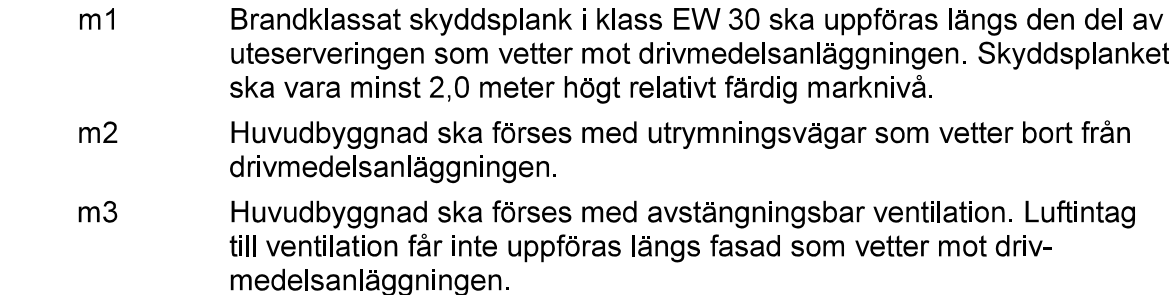 m1 Brandklassat skyddsplank i klass EW 30 ska uppföras längs den del av
uteserveringen som vetter mot drivmedelsanläggningen. Skyddsplanket
ska vara minst 2,0 meter högt relativt färdig marknivå.
m2 Huvudbyggnad ska förses med utrymningsvägar som vetter bort från
drivmedelsanläggningen.
m3 Huvudbyggnad ska förses med avstängningsbar ventilation. Luftintag
till ventilation får inte uppföras längs fasad som vetter mot driv-
medelsanläggningen.